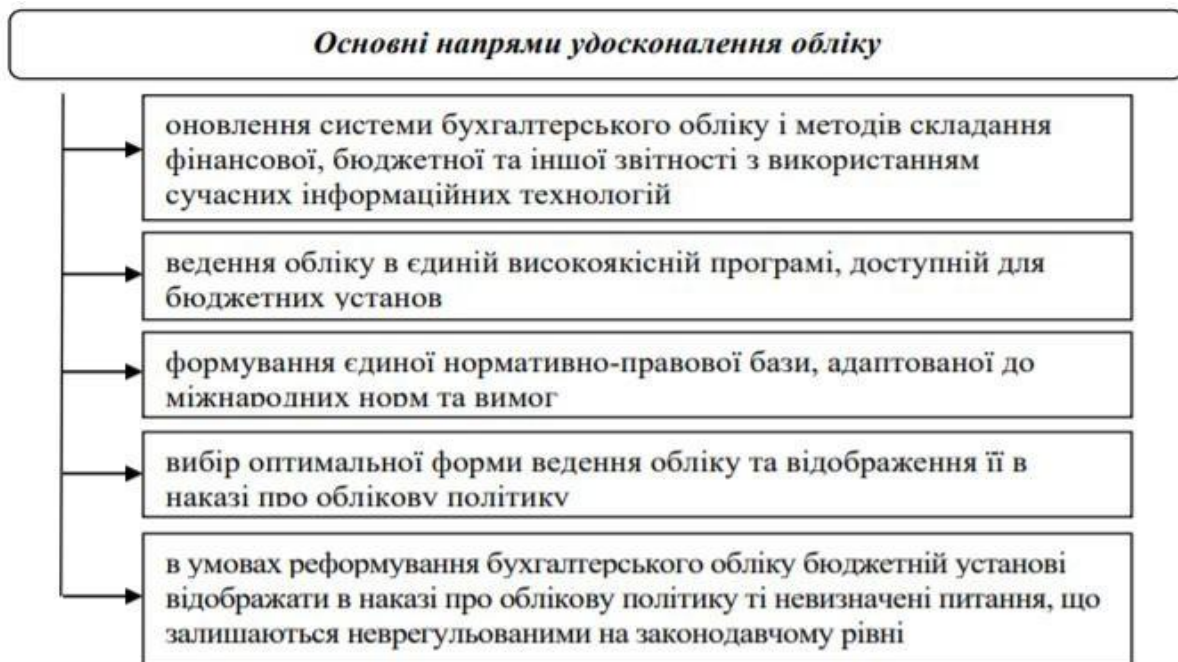 Основні напрями удосконалення обліку
оновлення системи бухгалтерського обліку і методів складання
фінансової, бюджетної та іншої звітності з використанням
сучасних інформаційних технологій
ведення обліку в єдиній високоякісній програмі, доступній для
бюджетних установ
формування єдиної нормативно-правової бази, адаптованої до
міжнародних норм та вимог
вибір оптимальної форми ведення обліку та відображення її в
наказі про облікову політику
в умовах реформування бухгалтерського обліку бюджетній установі
відображати в наказі про облікову політику ті невизначені питання, що
залишаються неврегульованими на законодавчому рівні